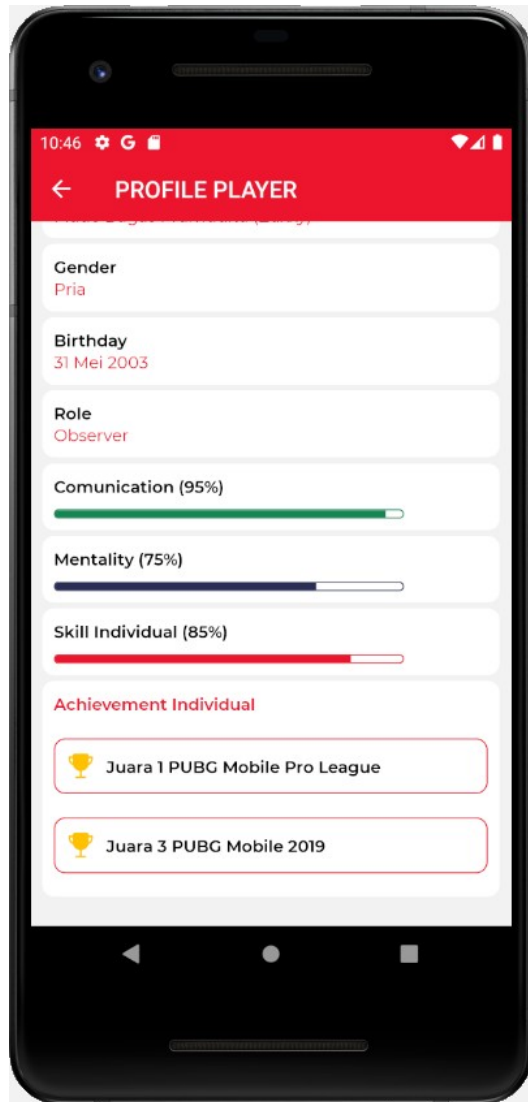 10:46
PROFILE PLAYER
Gender
Pria
Birthday
31 Mei 2003
Role
Observer
Comunication (95%)
Mentality (75%)
Skill Individual (85%)
Achievement Individual
Juara 1 PUBG Mobile Pro League
Juara 3 PUBG Mobile 2019